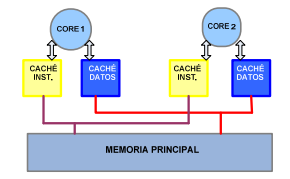 CORE 1
CORE 2
CACHÉ
INST.
CACHÉ
DATOS
CACHÉ
INST.
CACHÉ
DATOS
MEMORIA PRINCIPAL